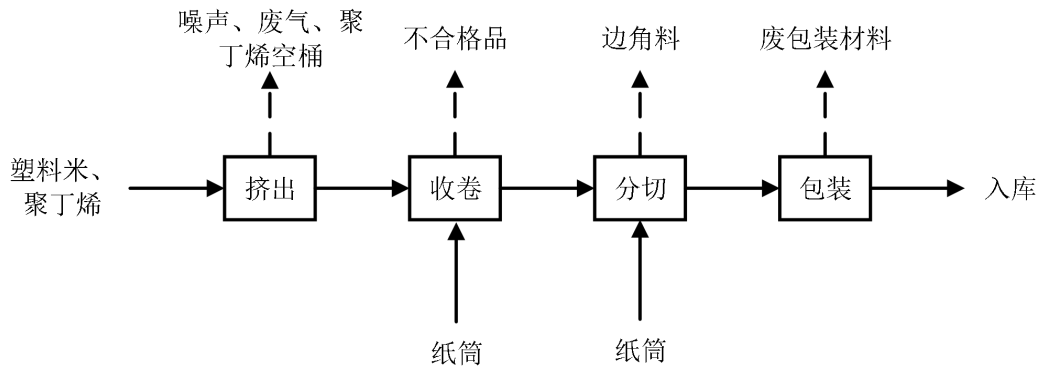 噪声、废气、聚
丁烯空桶
不合格品
边角料
废包装材料
塑料米、
聚丁烯
挤出
收卷
分切
包装
入库
纸筒
纸筒